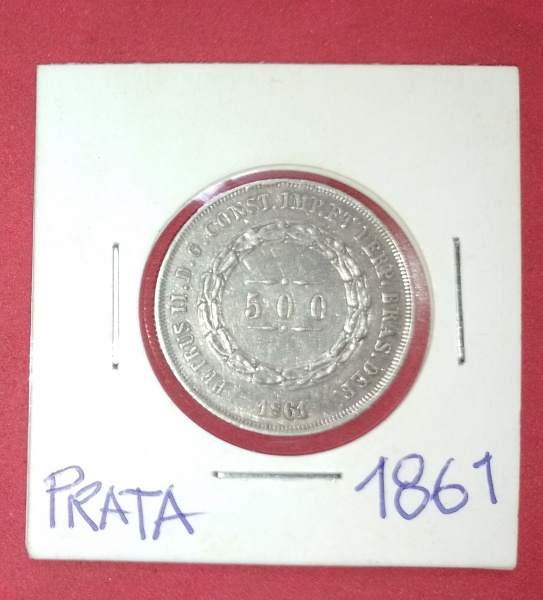 PETRUS II. D. G. CONST. IMP. ET PERP. BRAS. DEF.
500
1861
PRATA
1861